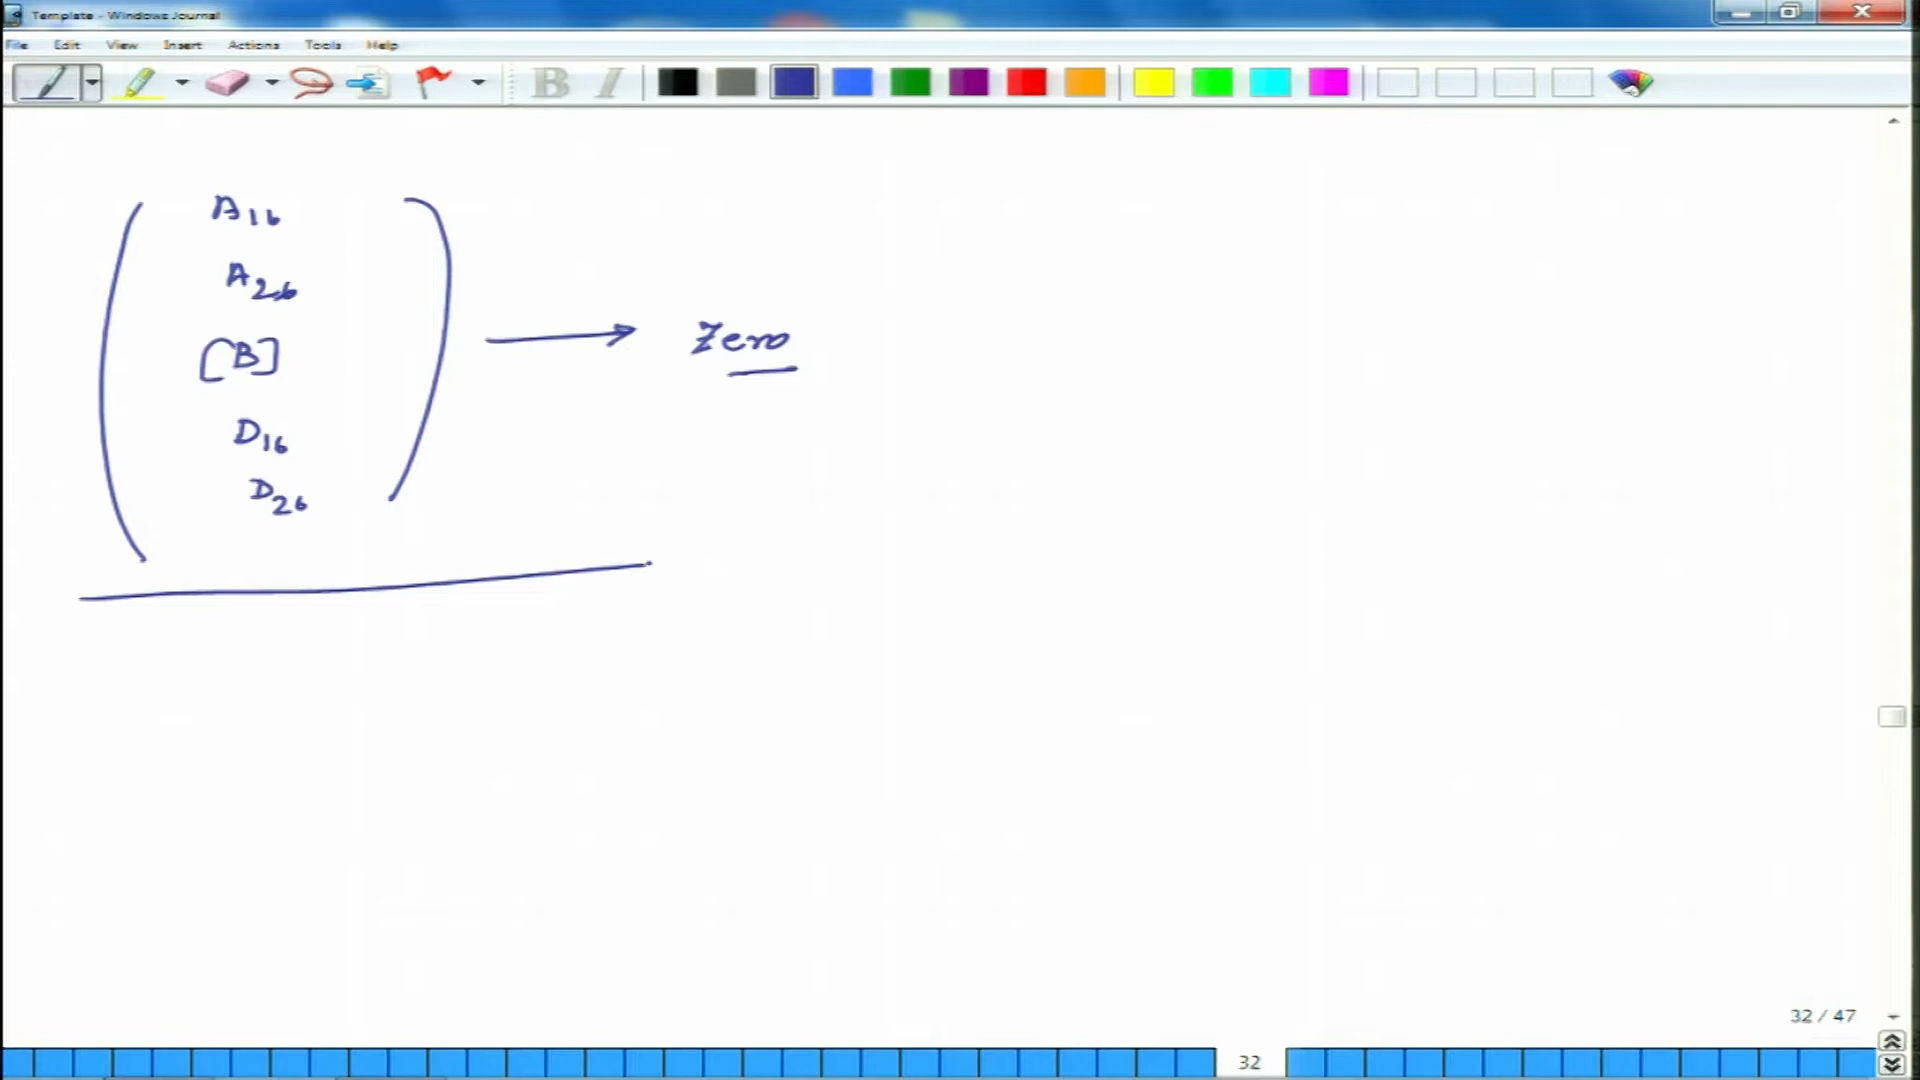 Template - Windows Journal
File Edit View Insert Actions Tools Help
B I
A16
A26
[B]
D16
D26
Zero
32 / 47
32